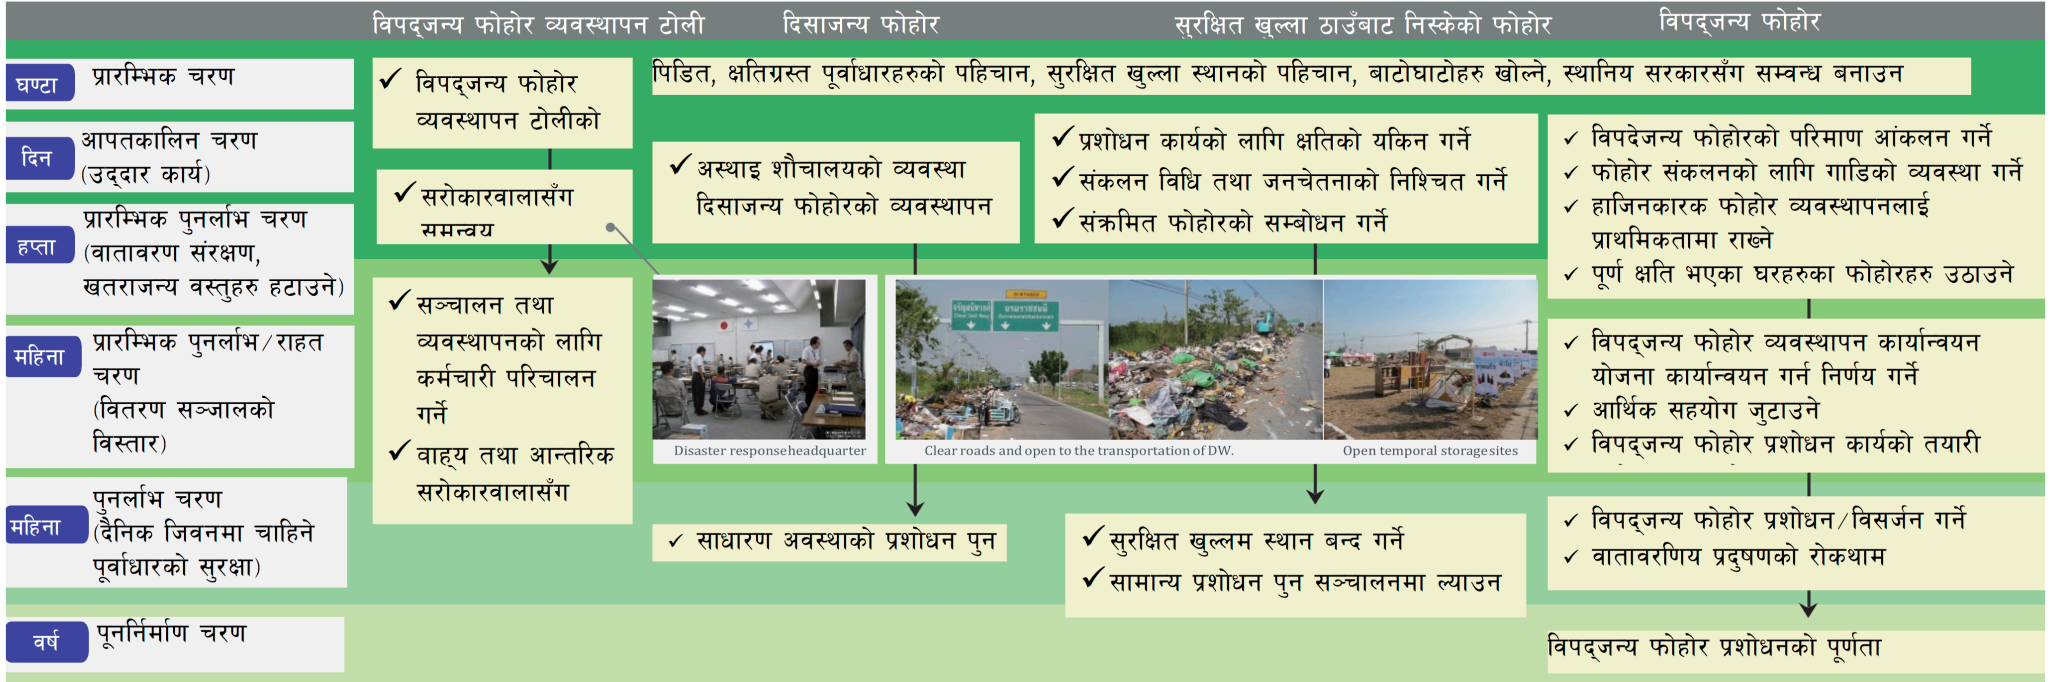 विपद्जन्य फोहोर व्यवस्थापन टोली
दिसाजन्य फोहोर
सुरक्षित खुल्ला ठाउँबाट निस्केको फोहोर
विपद्जन्य फोहोर
घण्टा
प्रारम्भिक चरण
दिन
आपतकालिन चरण
(उद्दार कार्य)
हप्ता
प्रारम्भिक पुनर्लाभ चरण
(वातावरण संरक्षण,
खतराजन्य वस्तुहरु हटाउने)
महिना
प्रारम्भिक पुनर्लाभ/राहत
चरण
(वितरण सञ्जालको
विस्तार)
महिना
पुनर्लाभ चरण
(दैनिक जिवनमा चाहिने
पूर्वाधारको सुरक्षा)
वर्ष
पूनर्निर्माण चरण
✓ विपद्जन्य फोहोर
व्यवस्थापन टोलीको
✓ सरोकारवालासँग
समन्वय
✓ सञ्चालन तथा
व्यवस्थापनको लागि
कर्मचारी परिचालन
गर्ने
✓ वाह्य तथा आन्तरिक
सरोकारवालासँग
पिडित, क्षतिग्रस्त पूर्वाधारहरुको पहिचान, सुरक्षित खुल्ला स्थानको पहिचान, बाटोघाटोहरु खोल्ने, स्थानिय सरकारसँग सम्वन्ध बनाउन
✓ अस्थाइ शौचालयको व्यवस्था
दिसाजन्य फोहोरको व्यवस्थापन
✓ प्रशोधन कार्यको लागि क्षतिको यकिन गर्ने
✓ संकलन विधि तथा जनचेतनाको निश्चित गर्ने
✓ संक्रमित फोहोरको सम्बोधन गर्ने
✓ विपदेजन्य फोहोरको परिमाण आंकलन गर्ने
✓ फोहोर संकलनको लागि गाडिको व्यवस्था गर्ने
✓ हाजिनकारक फोहोर व्यवस्थापनलाई
प्राथमिकतामा राख्ने
✓ पूर्ण क्षति भएका घरहरुका फोहोरहरु उठाउने
Disaster response headquarter
Clear roads and open to the transportation of DW.
Open temporal storage sites
✓ विपद्जन्य फोहोर व्यवस्थापन कार्यान्वयन
योजना कार्यान्वयन गर्न निर्णय गर्ने
✓ आर्थिक सहयोग जुटाउने
✓ विपद्जन्य फोहोर प्रशोधन कार्यको तयारी
✓ साधारण अवस्थाको प्रशोधन पुन
✓ सुरक्षित खुल्लम स्थान बन्द गर्ने
✓ सामान्य प्रशोधन पुन सञ्चालनमा ल्याउन
✓ विपद्जन्य फोहोर प्रशोधन/विसर्जन गर्ने
✓ वातावरणिय प्रदुषणको रोकथाम
विपद्जन्य फोहोर प्रशोधनको पूर्णता